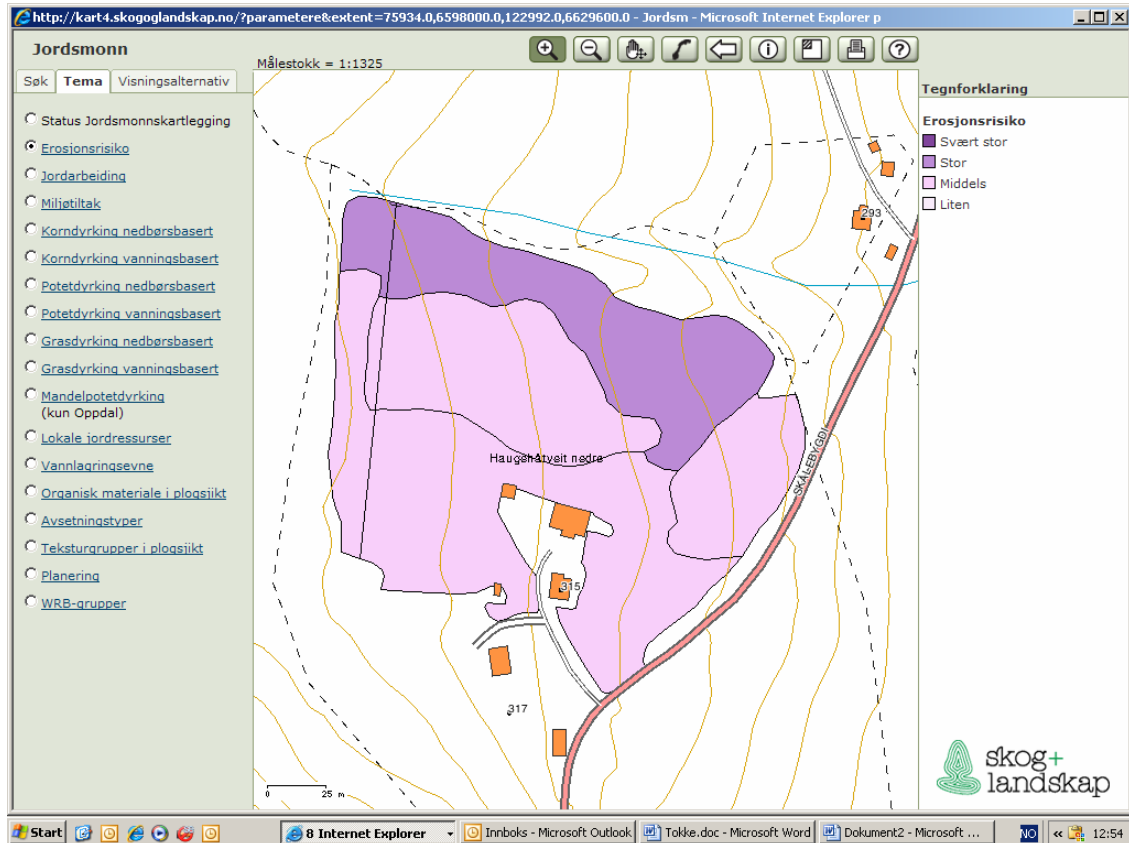 http://kart4.skogoglandskap.no/?parametere&extent=75934.0,6598000.0,122992.0,6629600.0 - Jordsm - Microsoft Internet Explorer p
Jordsmonn
Målestokk = 1:1325
Søk Tema Visningsalternativ
Status Jordsmonnskartlegging
Erosjonsrisiko
Jordarbeiding
Miljøtiltak
Korndyrking nedbørsbasert
Korndyrking vanningsbasert
Potetdyrking nedbørsbasert
Potetdyrking vanningsbasert
Grasdyrking nedbørsbasert
Grasdyrking vanningsbasert
Mandelpotetdyrking
(kun Oppdal)
Lokale jordressurser
Vannlagringsevne
Organisk materiale i plogsjikt
Avsetningstyper
Teksturgrupper i plogsjikt
Planering
WRB-grupper
293
Haugehåtveit nedre
SKÅLEBYGDI
315
317
0 25 m
Tegnforklaring
Erosjonsrisiko
Svært stor
Stor
Middels
Liten
skog+
landskap
Start 8 Internet Explorer Innboks - Microsoft Outlook Tokke.doc - Microsoft Word Dokument2 - Microsoft ... NO « 12:54